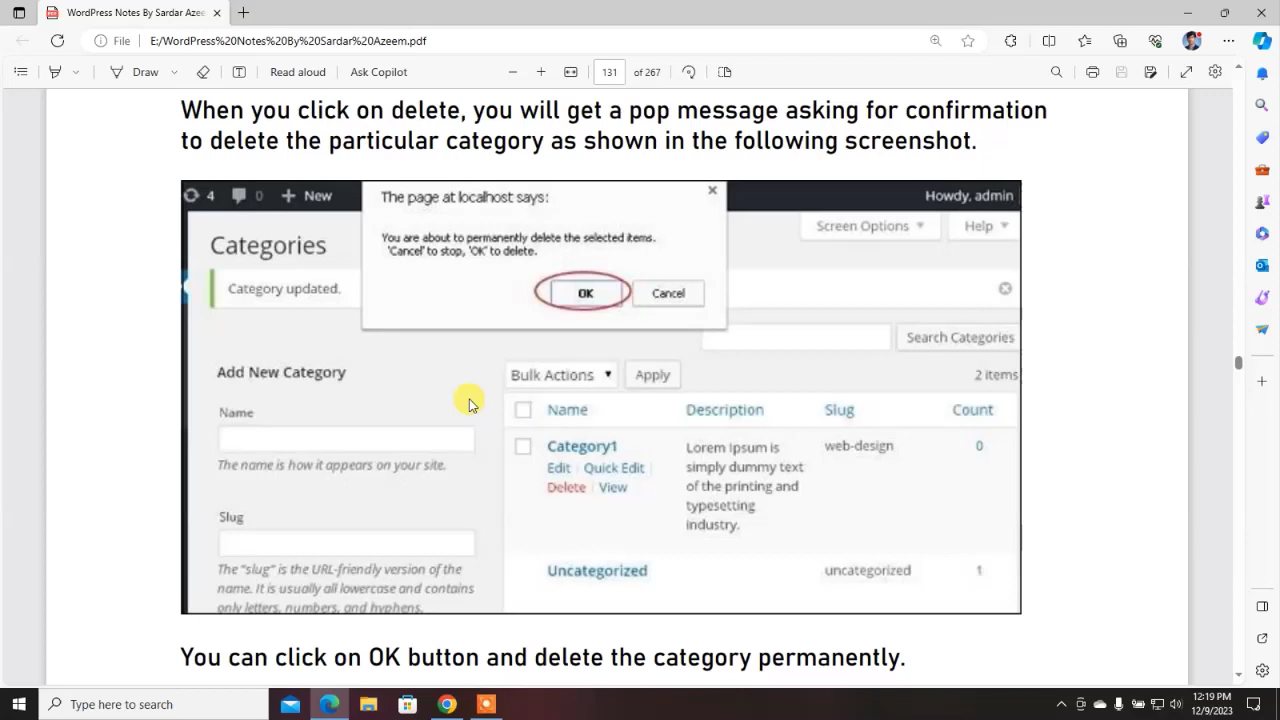 WordPress Notes By Sardar Azee
File
E:/WordPress%20Notes%20By%20Sardar%20Azeem.pdf
Draw
Read aloud
Ask Copilot
131
of 267
When you click on delete, you will get a pop message asking for confirmation
to delete the particular category as shown in the following screenshot.
4
0
New
Howdy, admin
The page at localhost says:
You are about to permanently delete the selected items.
'Cancel' to stop, 'OK' to delete.
OK
Cancel
Screen Options
Help
Categories
Category updated.
Search Categories
Add New Category
Bulk Actions
Apply
2 items
Name
Name
Description
Slug
Count
The name is how it appears on your site.
Category1
Lorem Ipsum is
simply dummy text
of the printing and
typesetting
industry.
web-design
0
Edit | Quick Edit |
Delete | View
Slug
Uncategorized
uncategorized
1
The "slug" is the URL-friendly version of the
name. It is usually all lowercase and contains
only letters, numbers, and hyphens.
You can click on OK button and delete the category permanently.
Type here to search
12:19 PM
12/9/2023